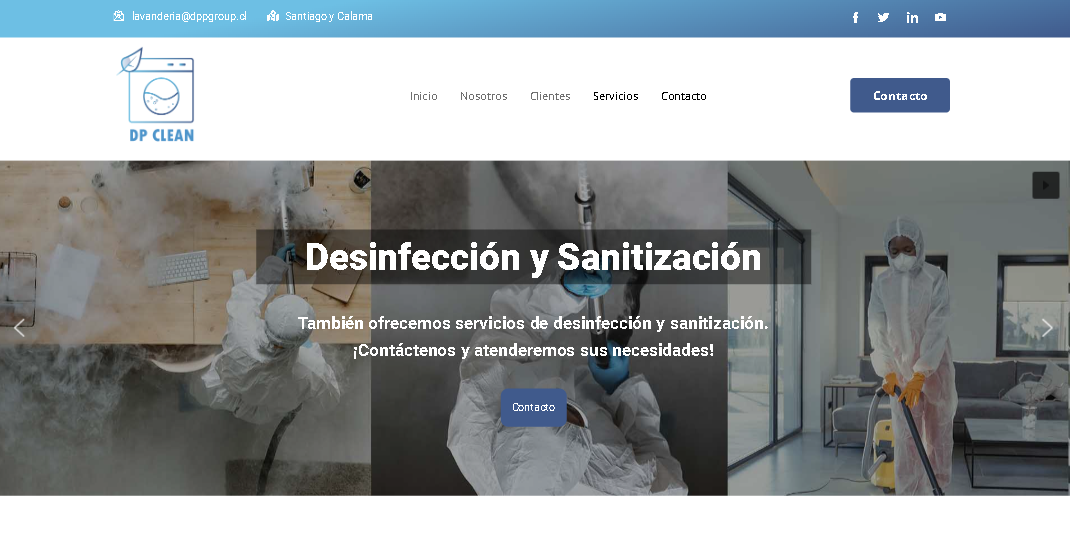 lavanderia@dppgroup.cl Santiago y Calama
DP CLEAN
Inicio Nosotros Clientes Servicios Contacto
Contacto
Desinfección y Sanitización
También ofrecemos servicios de desinfección y sanitización.
¡Contáctenos y atenderemos sus necesidades!
Contacto